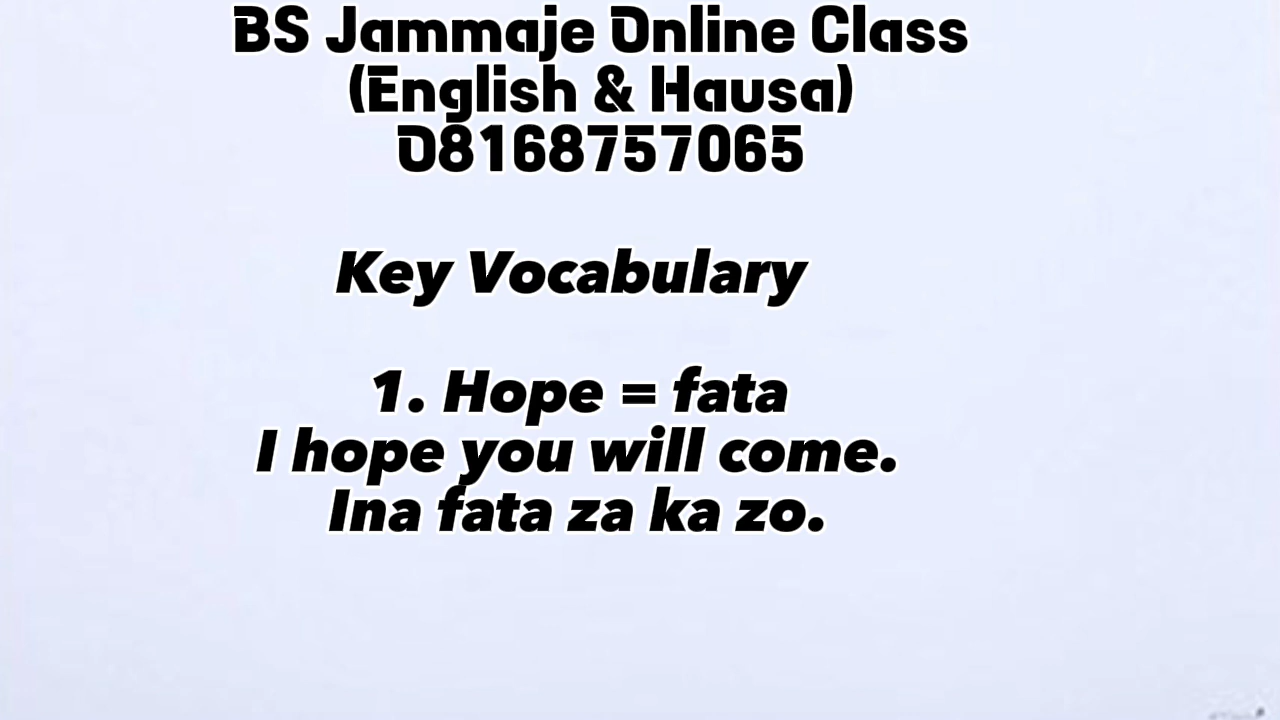 BS Jammaje Online Class
(English & Hausa)
08168757065
Key Vocabulary
1. Hope = fata
I hope you will come.
Ina fata za ka zo.